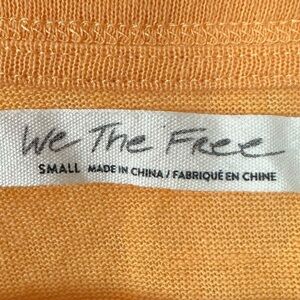 We The Free
SMALL MADE IN CHINA / FABRIQUÉ EN CHINE